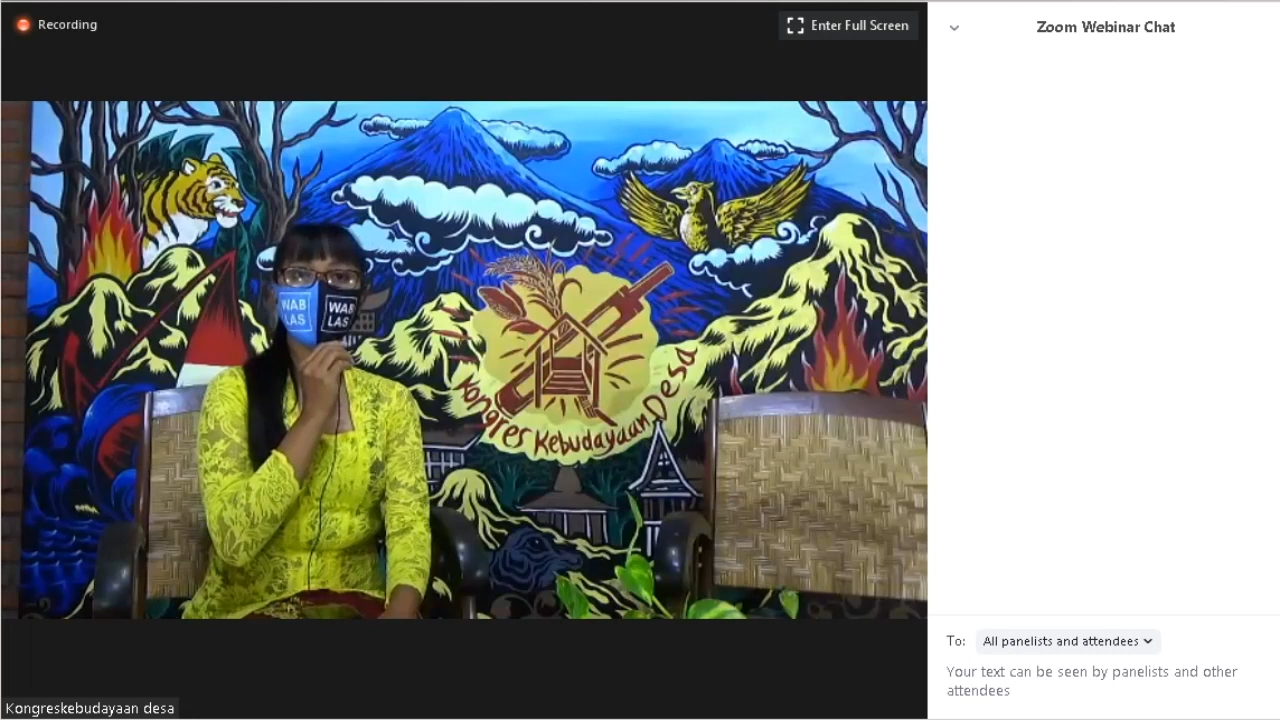 Recording
Enter Full Screen
Zoom Webinar Chat
WAB
LAS
WAB
LAS
Kongres Kebudayaan Desa
To: All panelists and attendees
Your text can be seen by panelists and other
attendees
Kongreskebudayaan desa